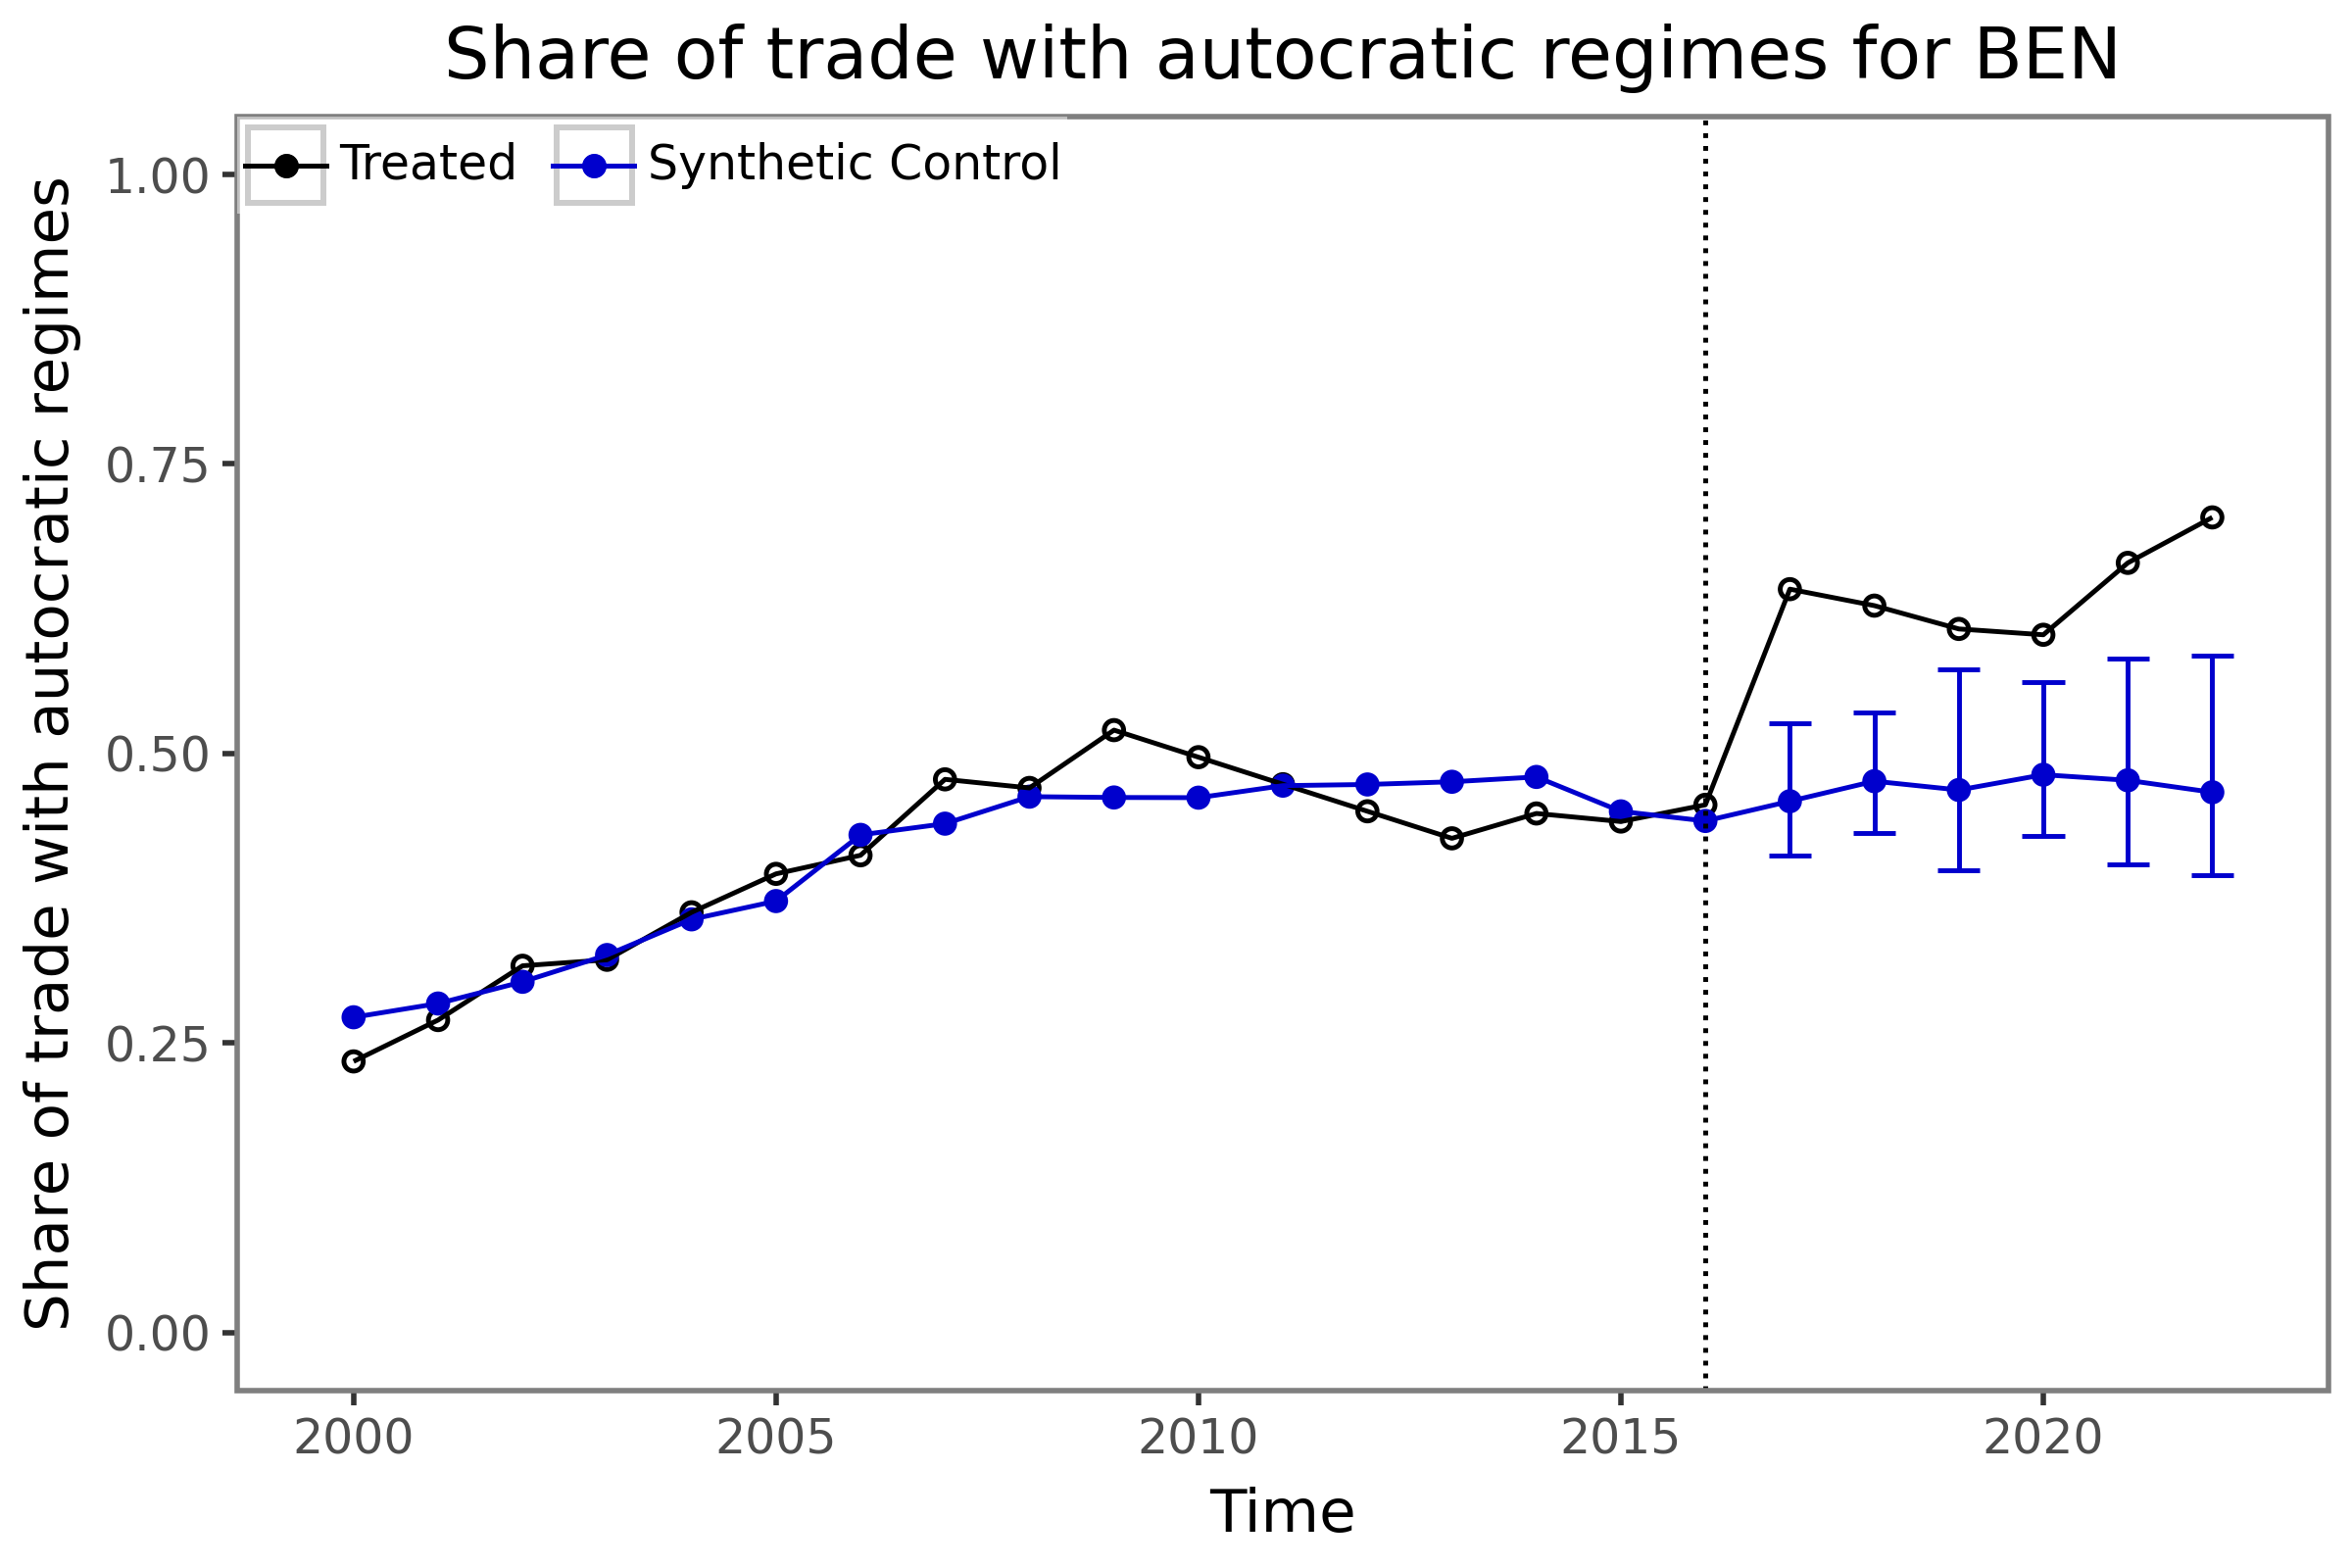 Share of trade with autocratic regimes for BEN
Treated
Synthetic Control
Share of trade with autocratic regimes
1.00
0.75
0.50
0.25
0.00
2000
2005
2010
2015
2020
Time